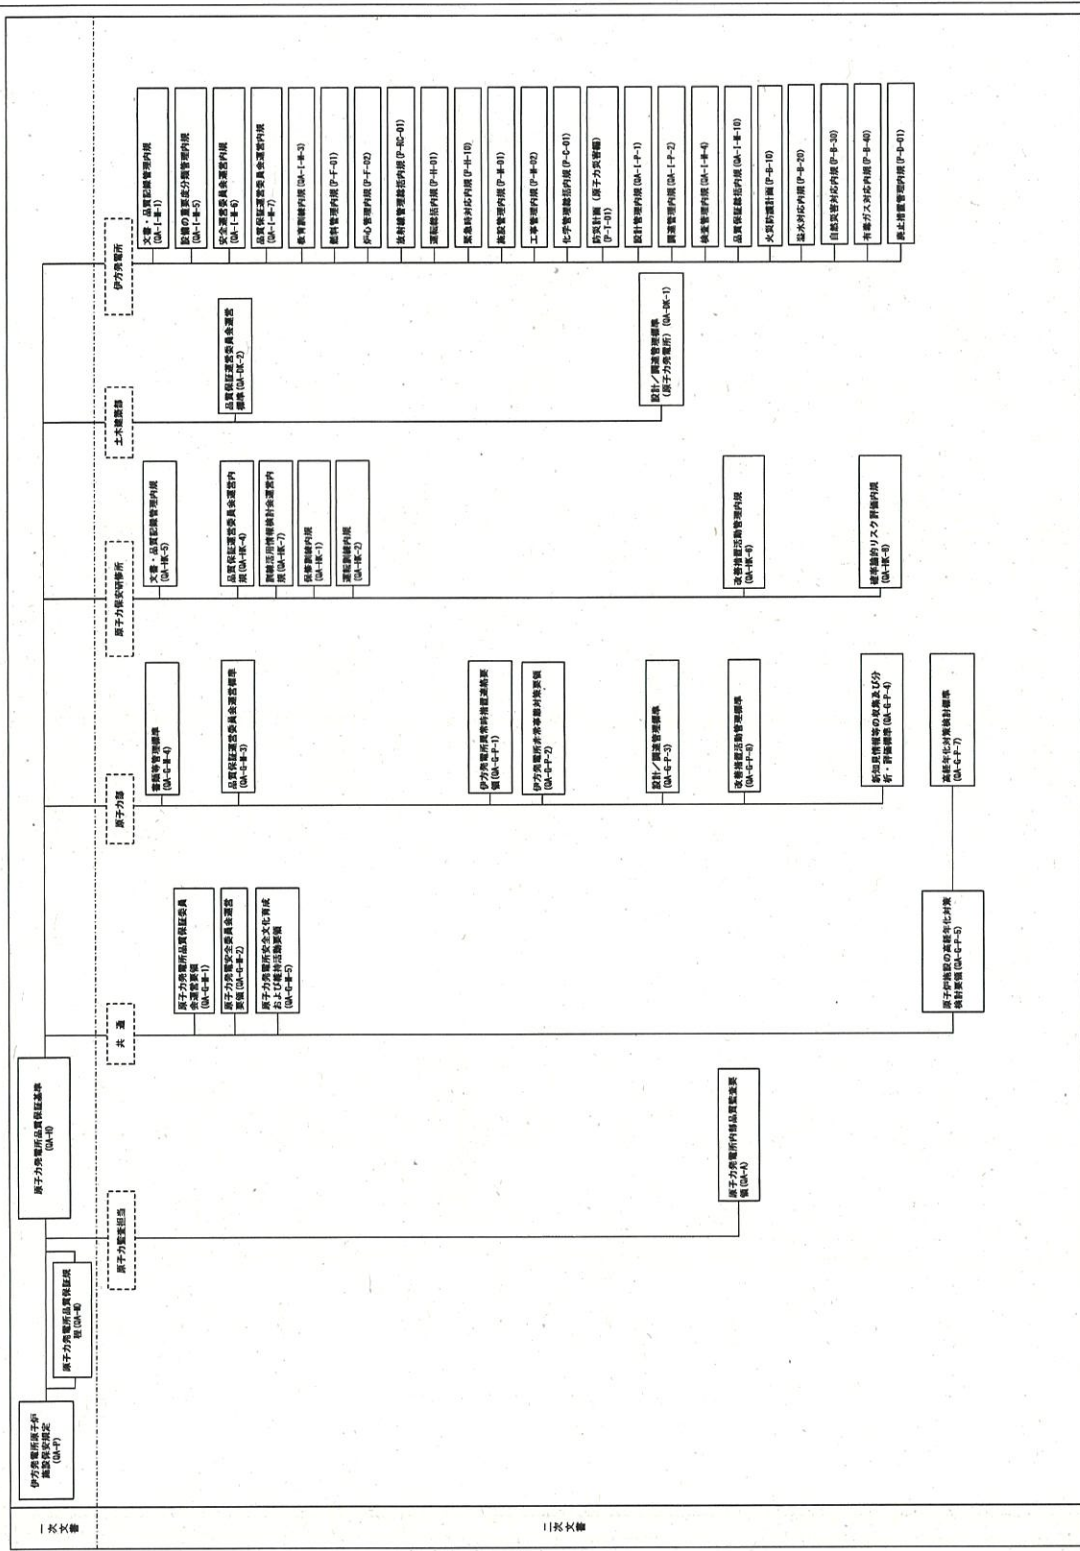 一次文書
伊方発電所原子炉
施設保安規定
(QA-P)
原子力発電所品質保証規
程(QA-M)
原子力発電所品質保証基準
(QA-H)
二次文書
原子力監査担当
原子力発電所内部品質監査要
領(QA-A)
共 通
原子力発電所品質保証委員
会運営要領
(QA-G-M-1)
原子力発電安全委員会運営
要領(QA-G-M-2)
原子力発電所安全文化育成
および維持活動要領
(QA-G-M-5)
原子炉施設の高経年化対策
検討要領(QA-G-P-5)
原子力部
書類等管理標準
(QA-G-M-4)
品質保証運営委員会運営標準
(QA-G-M-3)
伊方発電所異常時措置連絡要
領(QA-G-P-1)
伊方発電所非常事態対策要領
(QA-G-P-2)
設計/調達管理標準
(QA-G-P-3)
改善措置活動管理標準
(QA-G-P-8)
新知見情報等の収集及び分
析・評価標準(QA-G-P-4)
高経年化対策検討標準
(QA-G-P-7)
原子力保安研修所
文書・品質記録管理内規
(QA-HK-5)
品質保証運営委員会運営内
規(QA-HK-4)
訓練活用情報検討会運営内
規(QA-HK-7)
保修訓練内規
(QA-HK-1)
運転訓練内規
(QA-HK-2)
改善措置活動管理内規
(QA-HK-6)
確率論的リスク評価内規
(QA-HK-8)
土木建築部
品質保証運営委員会運営
標準(QA-DK-2)
設計/調達管理標準
(原子力発電所)(QA-DK-1)
伊方発電所
文書・品質記録管理内規
(QA-I-M-1)
設備の重要度分類管理内規
(QA-I-M-5)
安全運営委員会運営内規
(QA-I-M-6)
品質保証運営委員会運営内規
(QA-I-M-7)
教育訓練内規(QA-I-M-3)
燃料管理内規(P-F-01)
炉心管理内規(P-F-02)
放射線管理総括内規(P-RC-01)
運転総括内規(P-H-01)
緊急時対応内規(P-H-10)
施設管理内規(P-M-01)
工事管理内規(P-M-02)
化学管理総括内規(P-C-01)
防災計画(原子力災害編)
(P-T-01)
設計管理内規(QA-I-P-1)
調達管理内規(QA-I-P-2)
検査管理内規(QA-I-M-4)
品質保証総括内規(QA-I-M-10)
火災防護計画(P-B-10)
溢水対応内規(P-B-20)
自然災害対応内規(P-B-30)
有毒ガス対応内規(P-B-40)
廃止措置管理内規(P-D-01)